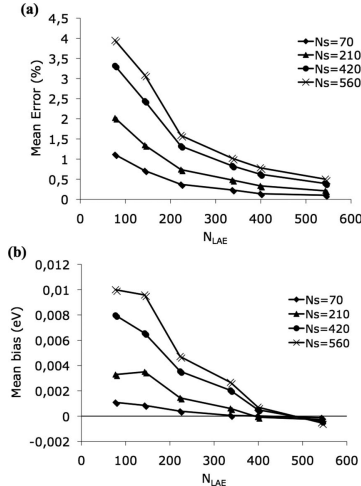 (a)
4,5
4
3,5
3
2,5
2
1,5
1
0,5
0
Mean Error (%)
Ns=70
Ns=210
Ns=420
Ns=560
0 100 200 300 400 500 600
N_LAE
(b)
0,012
0,01
0,008
0,006
0,004
0,002
0
-0,002
Mean bias (eV)
Ns=70
Ns=210
Ns=420
Ns=560
0 100 200 300 400 500 600
N_LAE